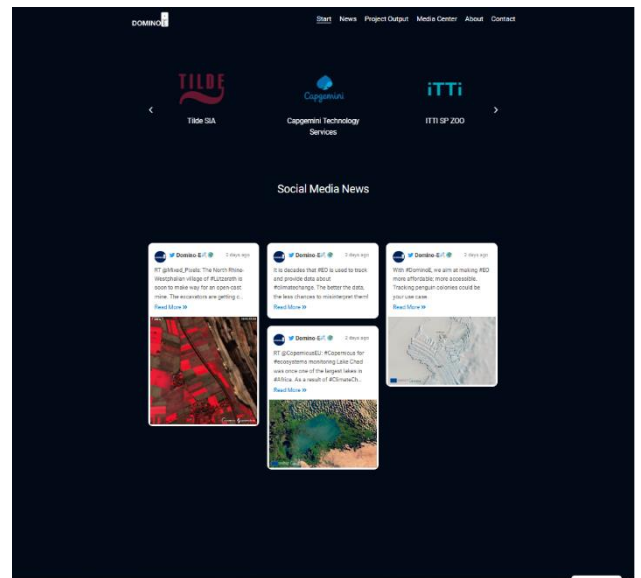 DOMINO
Start News Project Output Media Center About Contact
TILDE
Capgemini
iTTi
Tilde SIA
Capgemini Technology
Services
ITTI SP ZOO
Social Media News
Domino-E 3 days ago
RT @Mixed_Pixels: The North Rhine-
Westphalian village of #Lützerath is
soon to make way for an open-cast
mine. The excavators are getting c...
Read More »
Domino-E 3 days ago
It is decades that #EO is used to track
and provide data about
#climatechange. The better the data,
the less chances to misinterpret them!
Read More »
Domino-E 3 days ago
With #DominoE, we aim at making #EO
more affordable; more accessible.
Tracking penguin colonies could be
your use case.
Read More »
Domino-E 3 days ago
RT @CopernicusEU: #Copernicus for
#ecosystems monitoring Lake Chad
was once one of the largest lakes in
#Africa. As a result of #ClimateCh...
Read More »